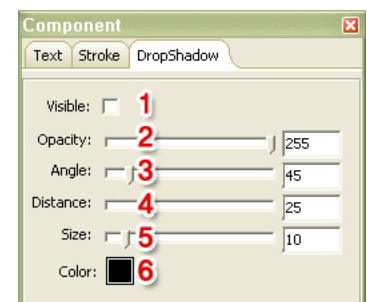 Component
Text Stroke DropShadow
Visible: 1
Opacity: 2 255
Angle: 3 45
Distance: 4 25
Size: 5 10
Color: 6